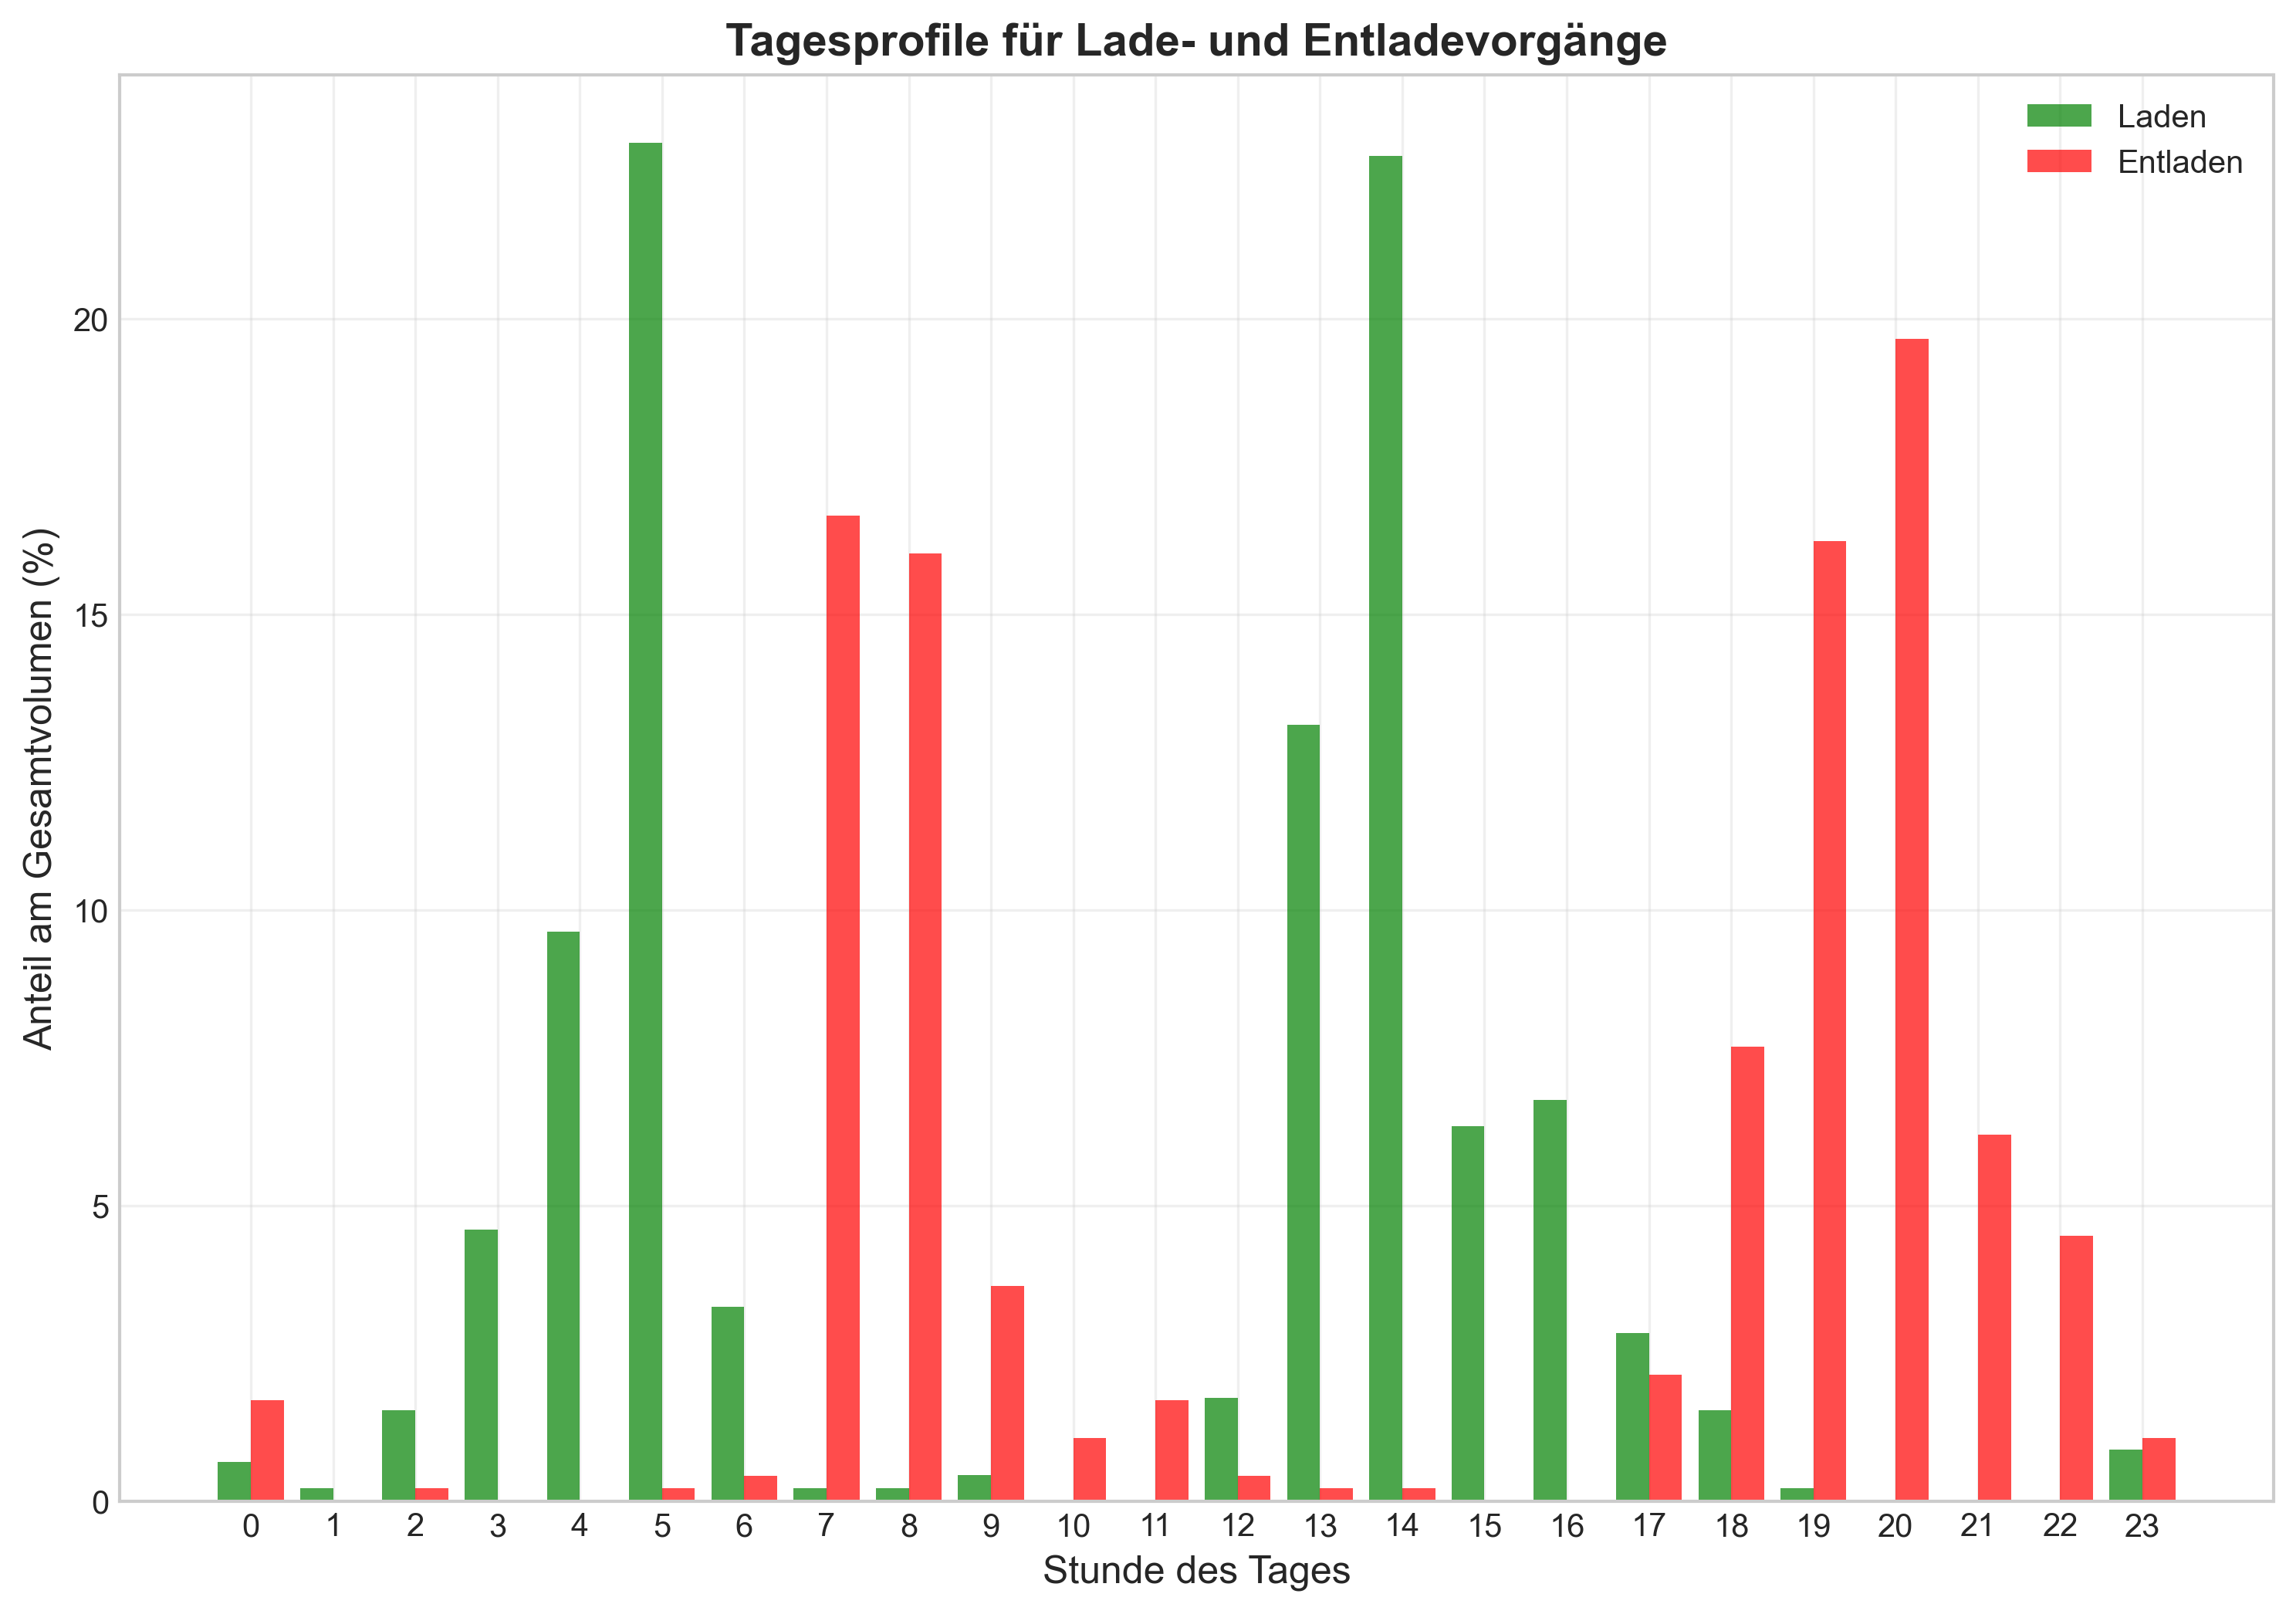 Tagesprofile für Lade- und Entladevorgänge
Laden
Entladen
Anteil am Gesamtvolumen (%)
20
15
10
5
0
0 1 2 3 4 5 6 7 8 9 10 11 12 13 14 15 16 17 18 19 20 21 22 23
Stunde des Tages